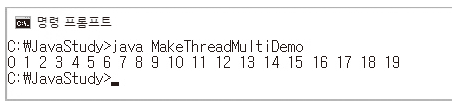 명령 프롬프트
C:₩JavaStudy>java MakeThreadMultiDemo
0 1 2 3 4 5 6 7 8 9 10 11 12 13 14 15 16 17 18 19
C:₩JavaStudy>_